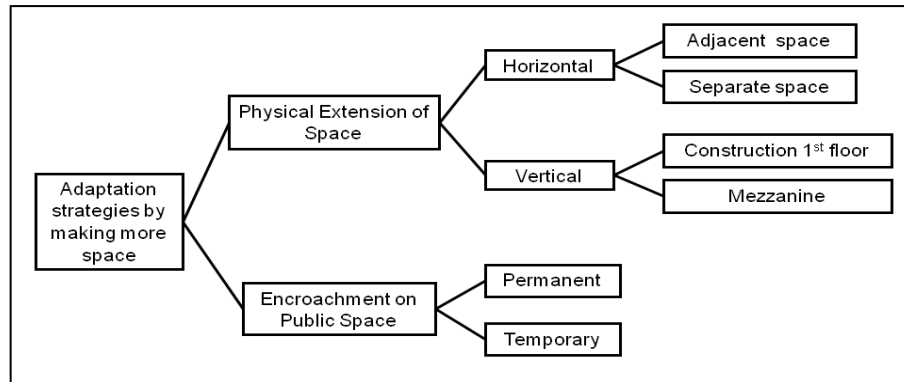 Adaptation
strategies by
making more
space
Physical Extension of
Space
Horizontal
Adjacent space
Separate space
Vertical
Construction 1st floor
Mezzanine
Encroachment on
Public Space
Permanent
Temporary